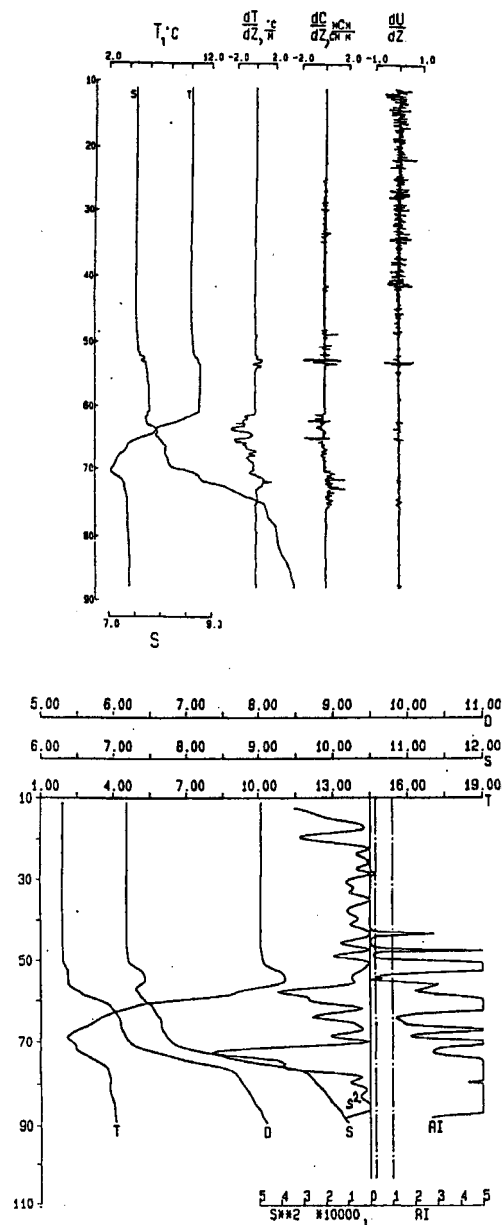 T, °C
dT/dZ, °C/M
dC/dZ, мСм/см м
dU/dZ
2.0 12.0 -2.0 2.0 -2.0 2.0 -1.0 1.0
10
S T
20
30
40
50
60
70
80
90
7.0 9.0
S
5.00 6.00 7.00 8.00 9.00 10.00 11.00
D
6.00 7.00 8.00 9.00 10.00 11.00 12.00
S
1.00 4.00 7.00 10.00 13.00 16.00 19.00
T
10
30
50
70
90
110
T D S S² RI
5 4 3 2 1 0 1 2 3 4 5
S**2 *10000, RI